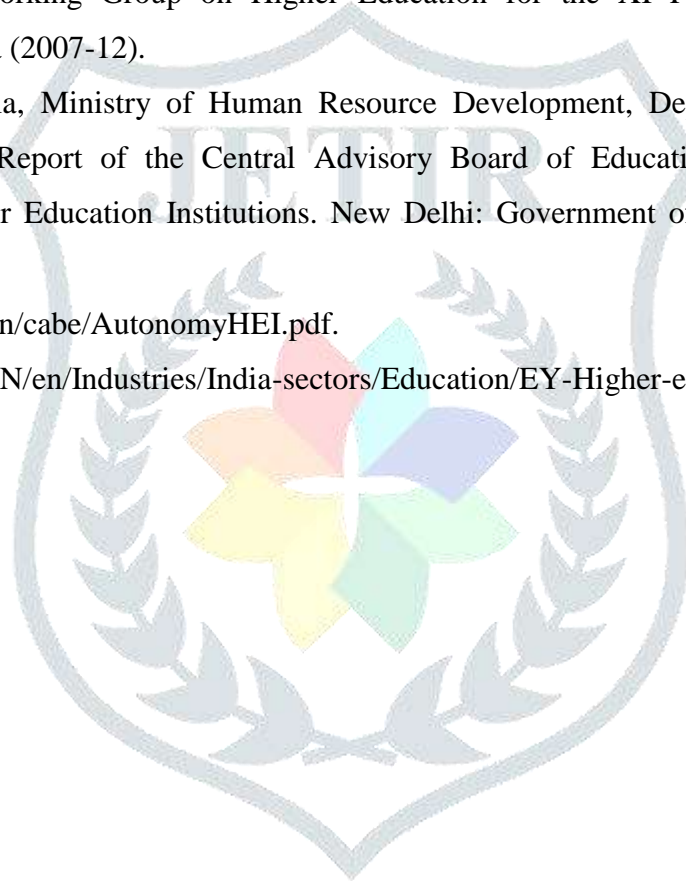 orking Group on Higher Education for the XI F
(2007-12).
ia, Ministry of Human Resource Development, De
Report of the Central Advisory Board of Educati
r Education Institutions. New Delhi: Government o
JETIR
n/cabe/AutonomyHEI.pdf.
N/en/Industries/India-sectors/Education/EY-Higher-e